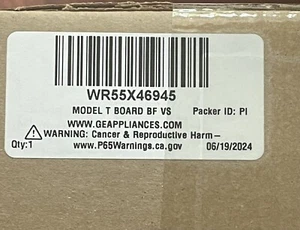 WR55X46945
MODEL T BOARD BF VS Packer ID: PI
WWW.GEAPPLIANCES.COM
WARNING: Cancer & Reproductive Harm—
Qty:1 www.P65Warnings.ca.gov 06/19/2024